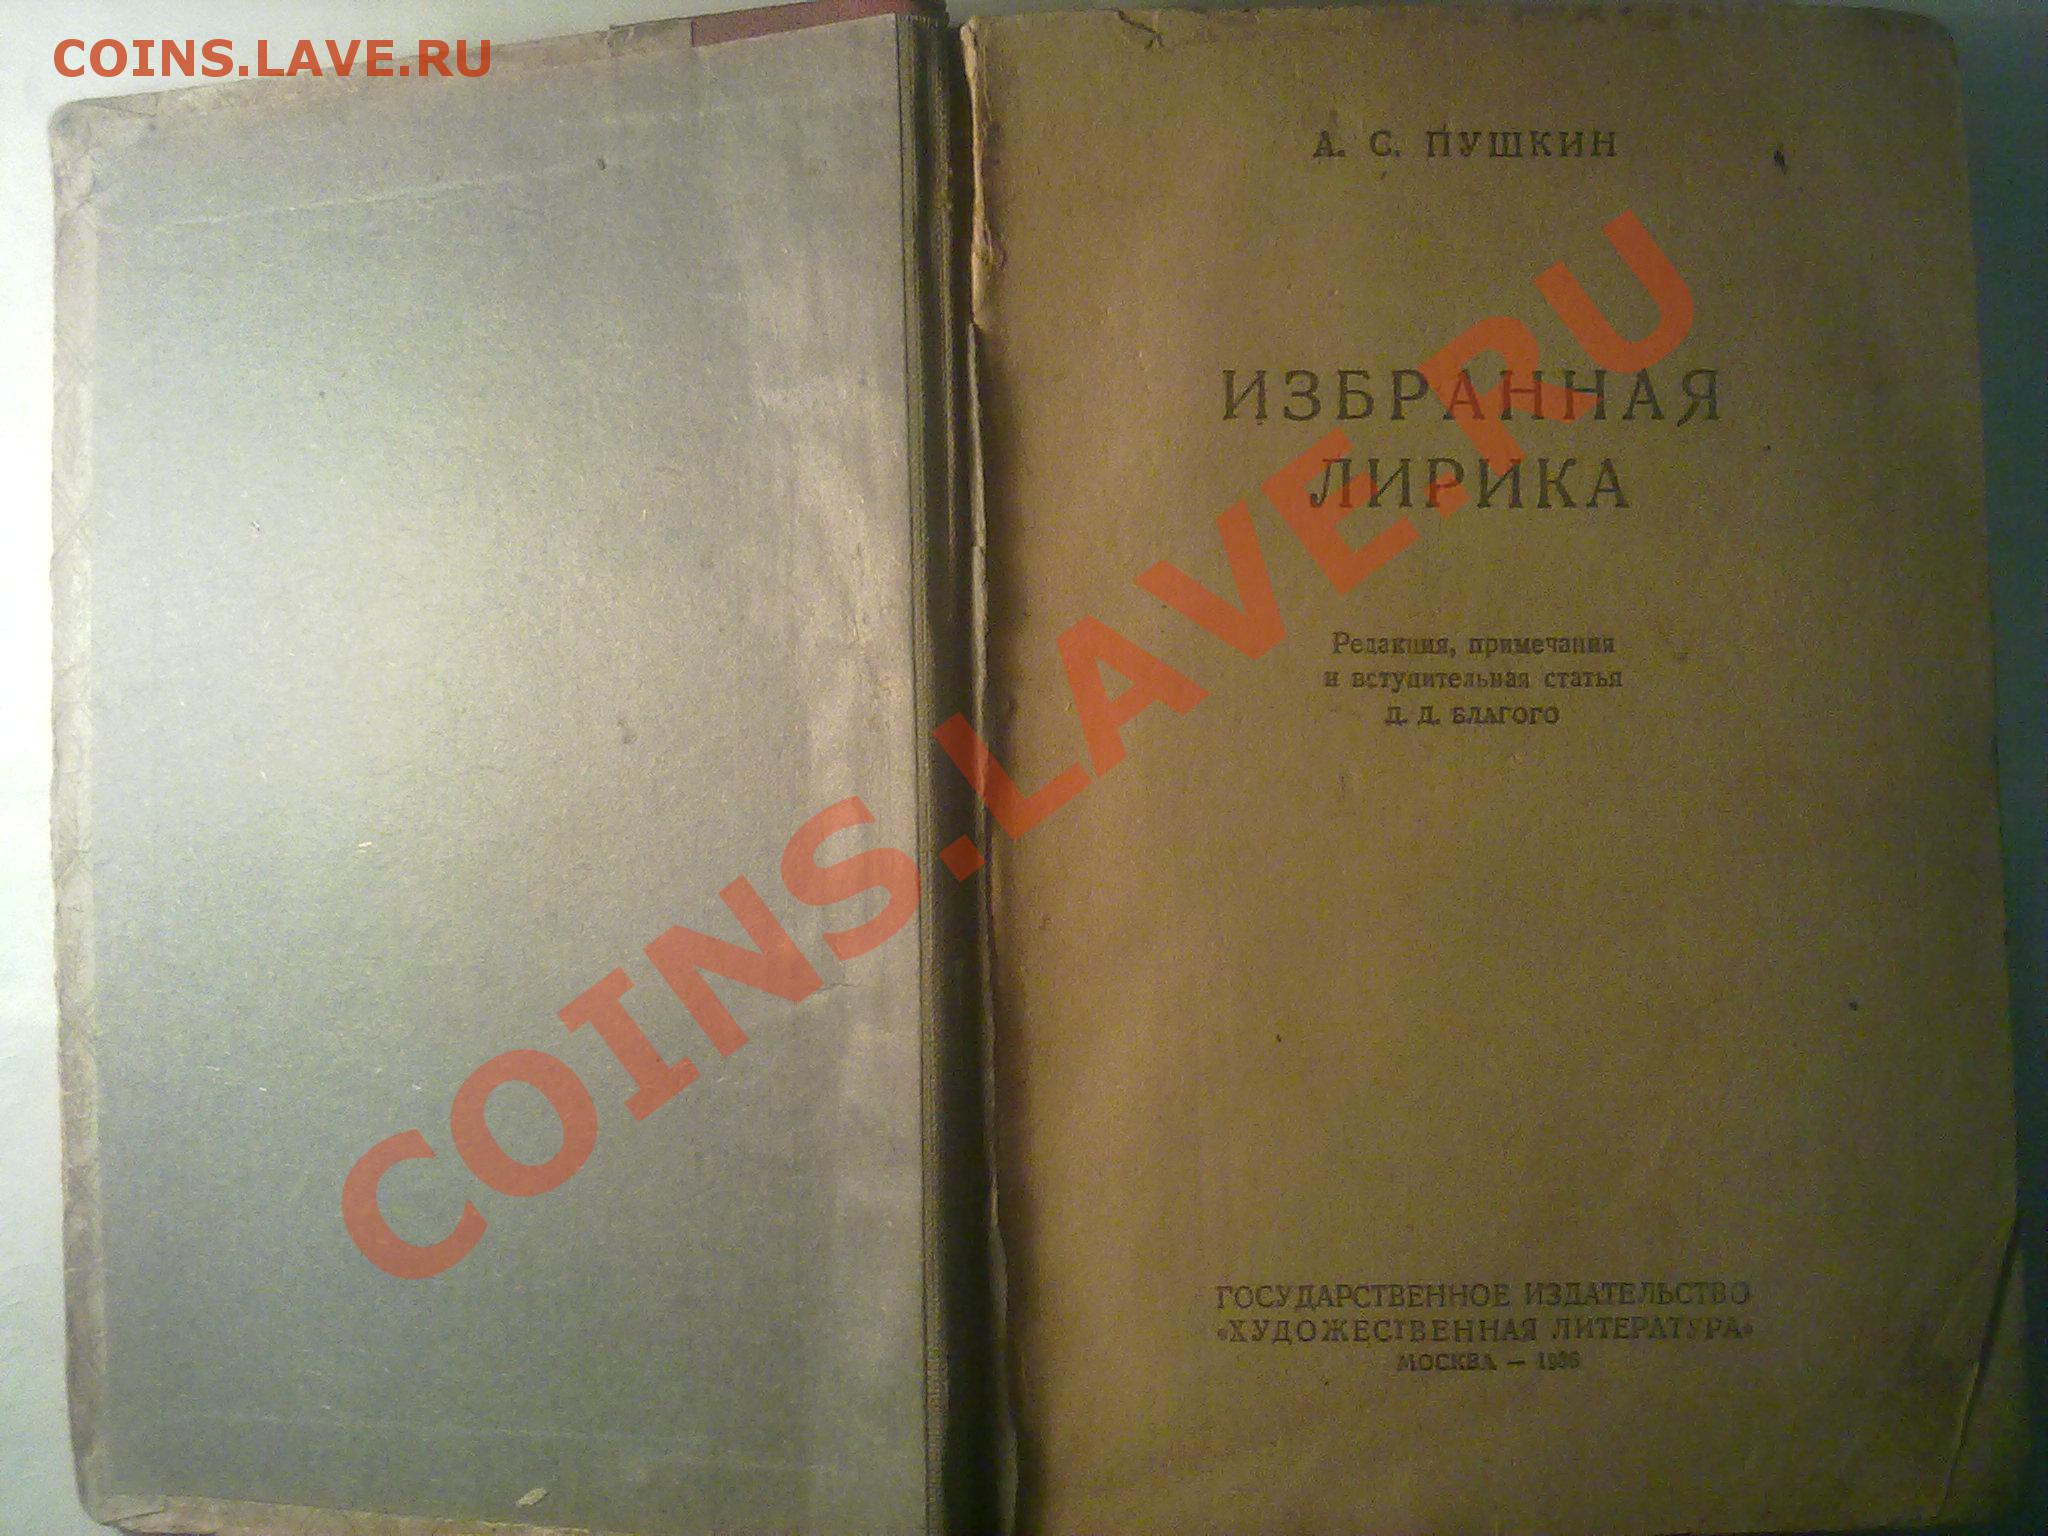 COINS.LAVE.RU
А. С. ПУШКИН
ИЗБРАННАЯ
ЛИРИКА
Редакция, примечания
и вступительная статья
Д. Д. БЛАГОГО
COINS.LAVE.RU
ГОСУДАРСТВЕННОЕ ИЗДАТЕЛЬСТВО
«ХУДОЖЕСТВЕННАЯ ЛИТЕРАТУРА»
МОСКВА — 1936